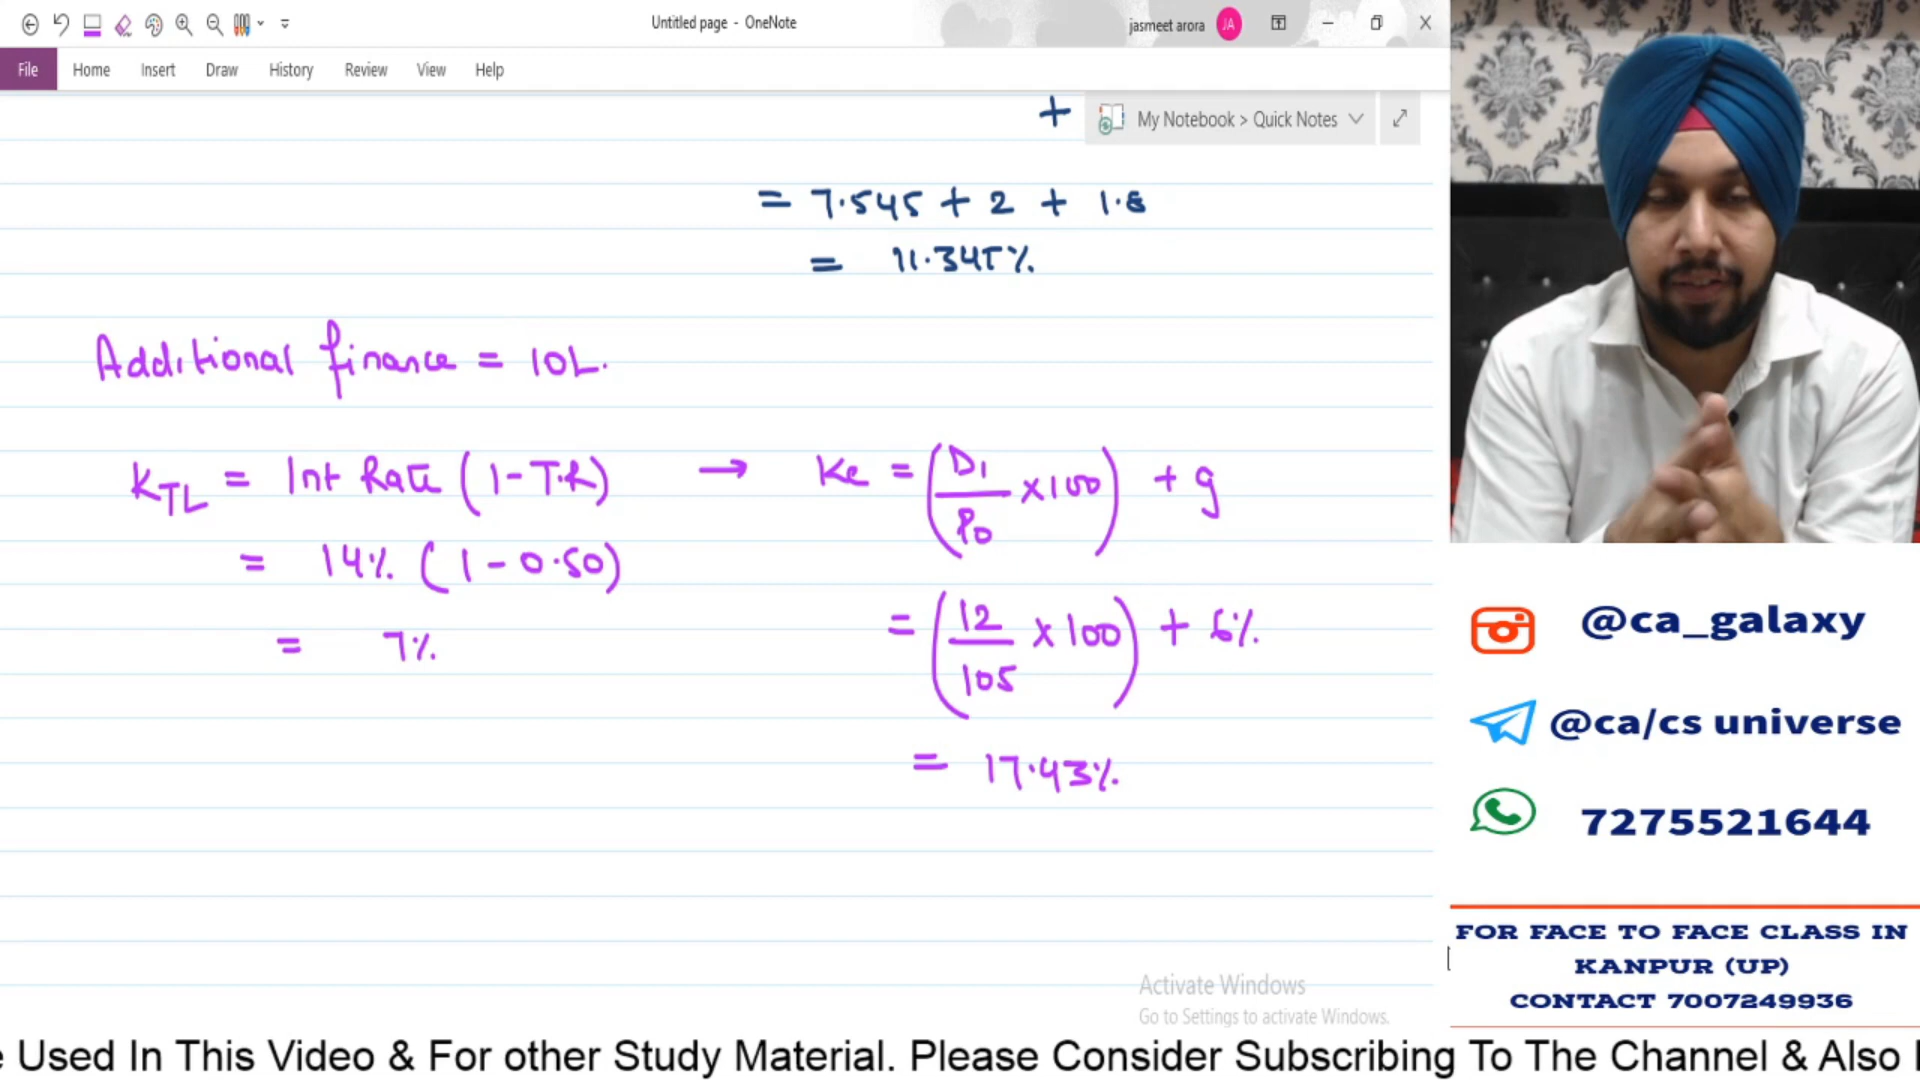 Untitled page - OneNote
jasmeet arora JA
File Home Insert Draw History Review View Help
+ My Notebook > Quick Notes
= 7.545 + 2 + 1.8
= 11.345%
Additional finance = 10L.
KTL = Int Rate (1-T.R) → Ke = (D1/P0 × 100) + g
= 14% (1-0.50)
= (12/105 × 100) + 6%
= 7%
= 17.43%
Activate Windows
Go to Settings to activate Windows.
@ca_galaxy
@ca/cs universe
7275521644
FOR FACE TO FACE CLASS IN
KANPUR (UP)
CONTACT 7007249936
e Used In This Video & For other Study Material. Please Consider Subscribing To The Channel & Also